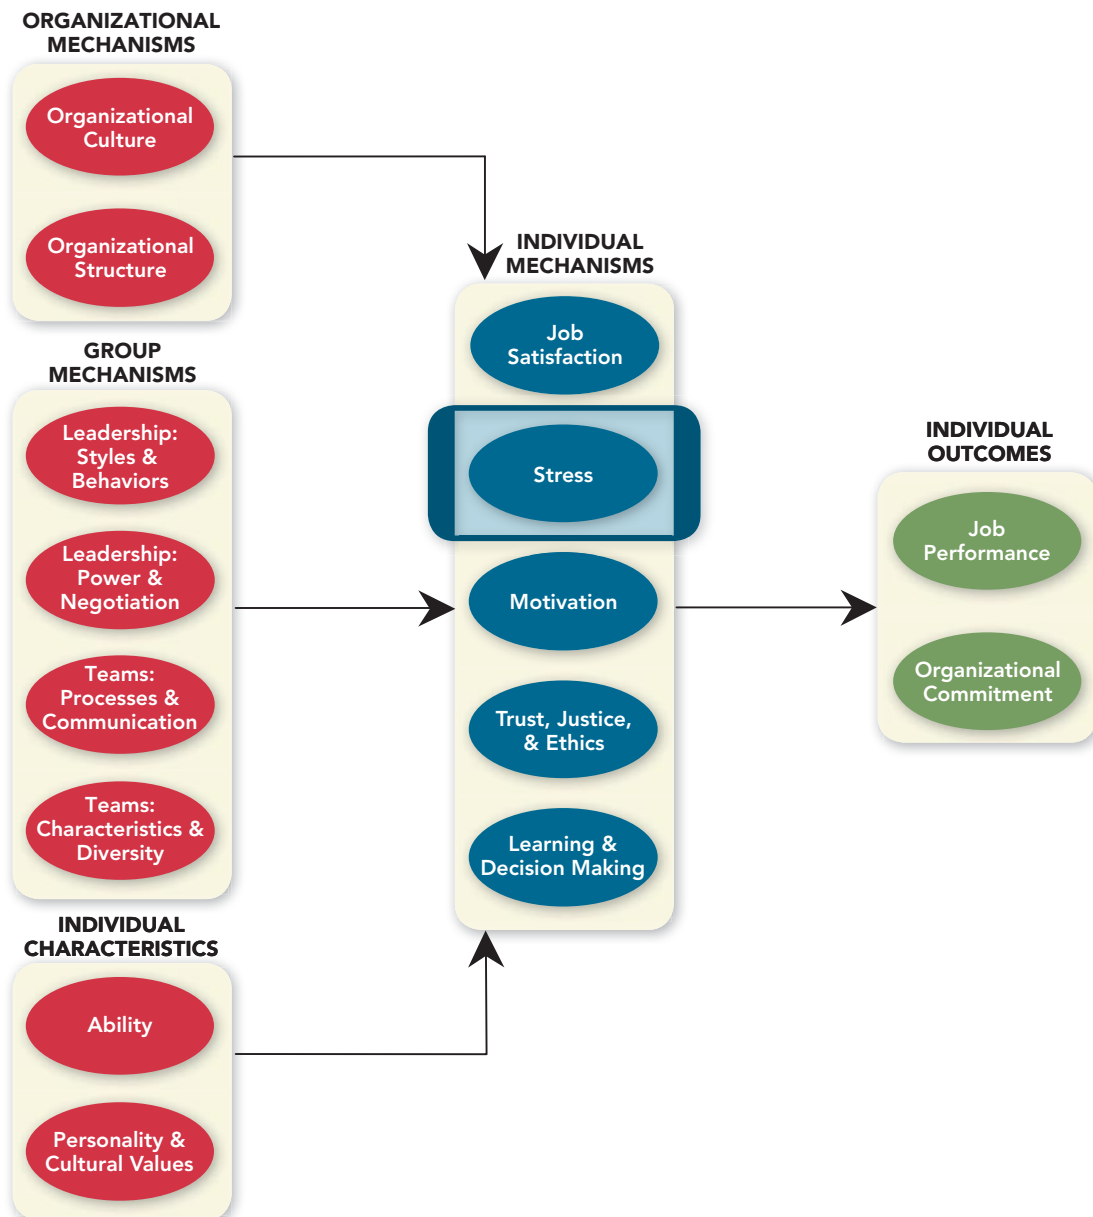 ORGANIZATIONAL
MECHANISMS
Organizational
Culture
Organizational
Structure
GROUP
MECHANISMS
Leadership:
Styles &
Behaviors
Leadership:
Power &
Negotiation
Teams:
Processes &
Communication
Teams:
Characteristics &
Diversity
INDIVIDUAL
CHARACTERISTICS
Ability
Personality &
Cultural Values
INDIVIDUAL
MECHANISMS
Job
Satisfaction
Stress
Motivation
Trust, Justice,
& Ethics
Learning &
Decision Making
INDIVIDUAL
OUTCOMES
Job
Performance
Organizational
Commitment